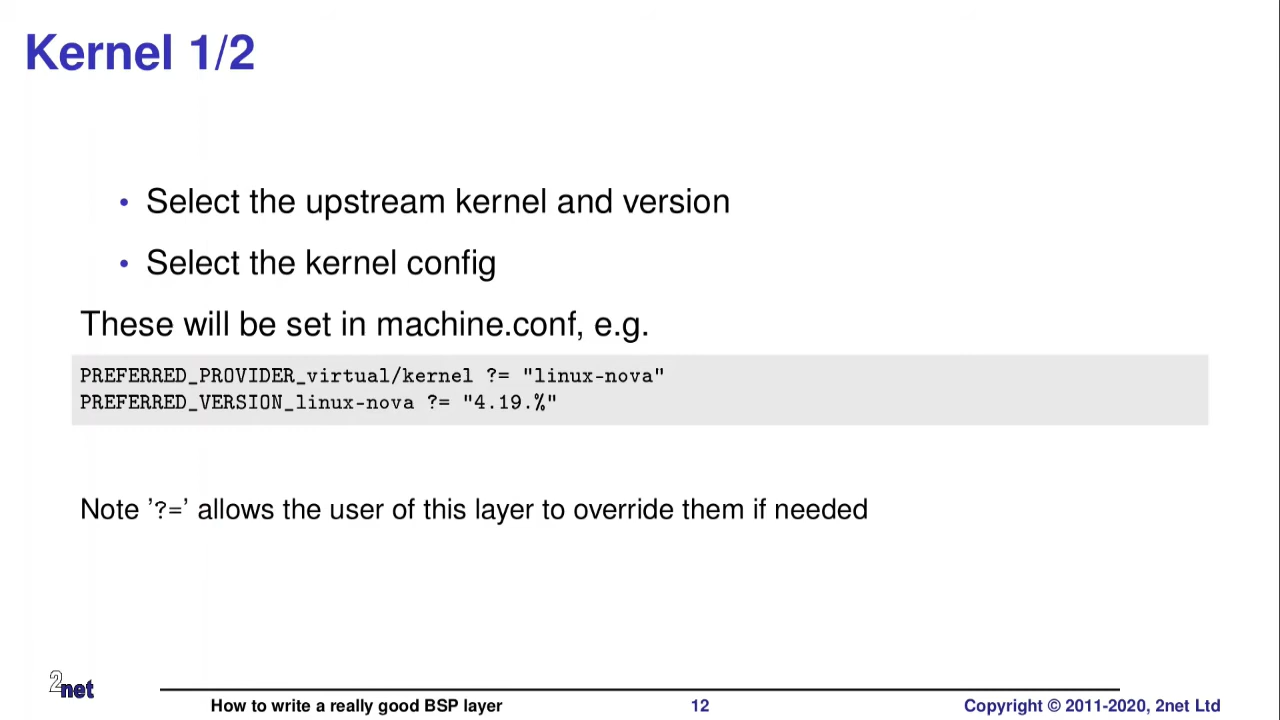 Kernel 1/2
• Select the upstream kernel and version
• Select the kernel config
These will be set in machine.conf, e.g.
PREFERRED_PROVIDER_virtual/kernel ?= "linux-nova"
PREFERRED_VERSION_linux-nova ?= "4.19.%"
Note ’?=’ allows the user of this layer to override them if needed
2net
How to write a really good BSP layer 12 Copyright © 2011-2020, 2net Ltd